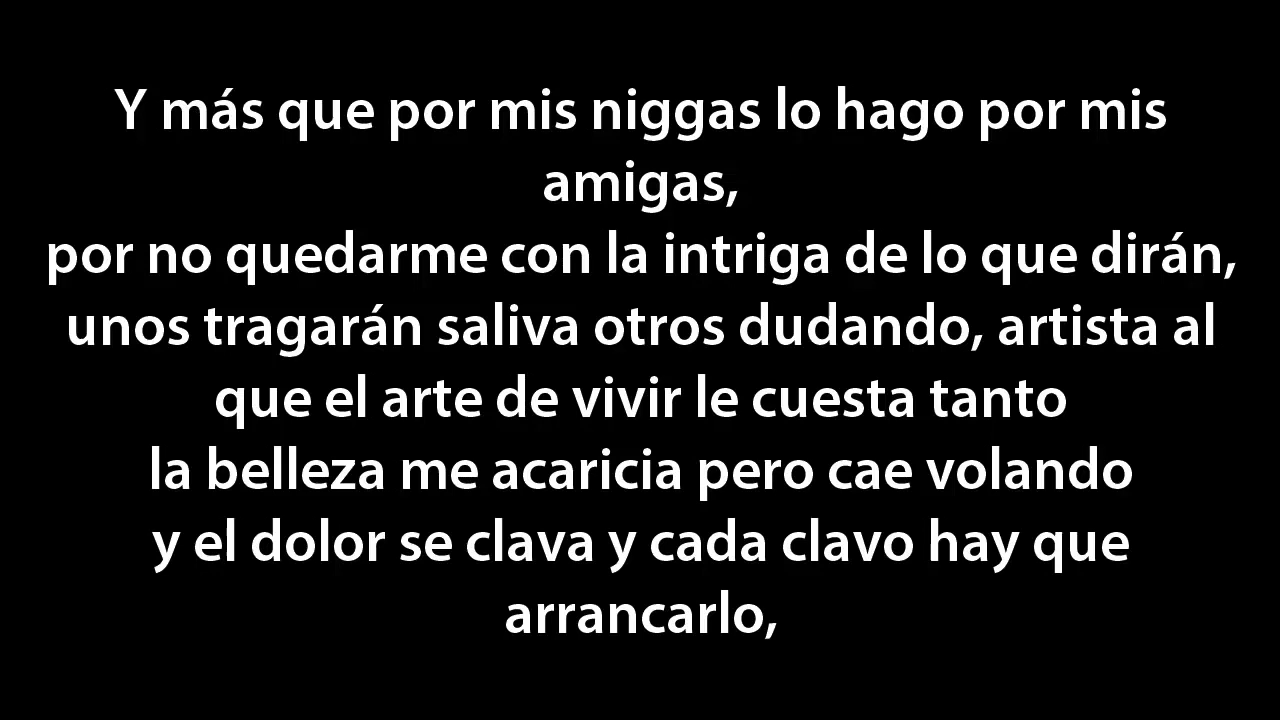 Y más que por mis niggas lo hago por mis
amigas,
por no quedarme con la intriga de lo que dirán,
unos tragarán saliva otros dudando, artista al
que el arte de vivir le cuesta tanto
la belleza me acaricia pero cae volando
y el dolor se clava y cada clavo hay que
arrancarlo,